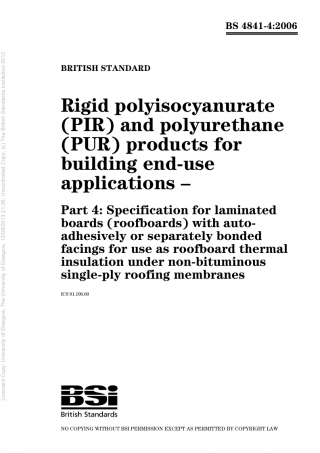 BS 4841-4:2006
BRITISH STANDARD
Rigid polyisocyanurate
(PIR) and polyurethane
(PUR) products for
building end-use
applications –
Part 4: Specification for laminated
boards (roofboards) with auto-
adhesively or separately bonded
facings for use as roofboard thermal
insulation under non-bituminous
single-ply roofing membranes
ICS 91.100.60
BSi
British Standards
NO COPYING WITHOUT BSI PERMISSION EXCEPT AS PERMITTED BY COPYRIGHT LAW
Licensed Copy: University of Glasgow, The University of Glasgow, Uncontrolled Copy, (c) The British Standards Institution 2013